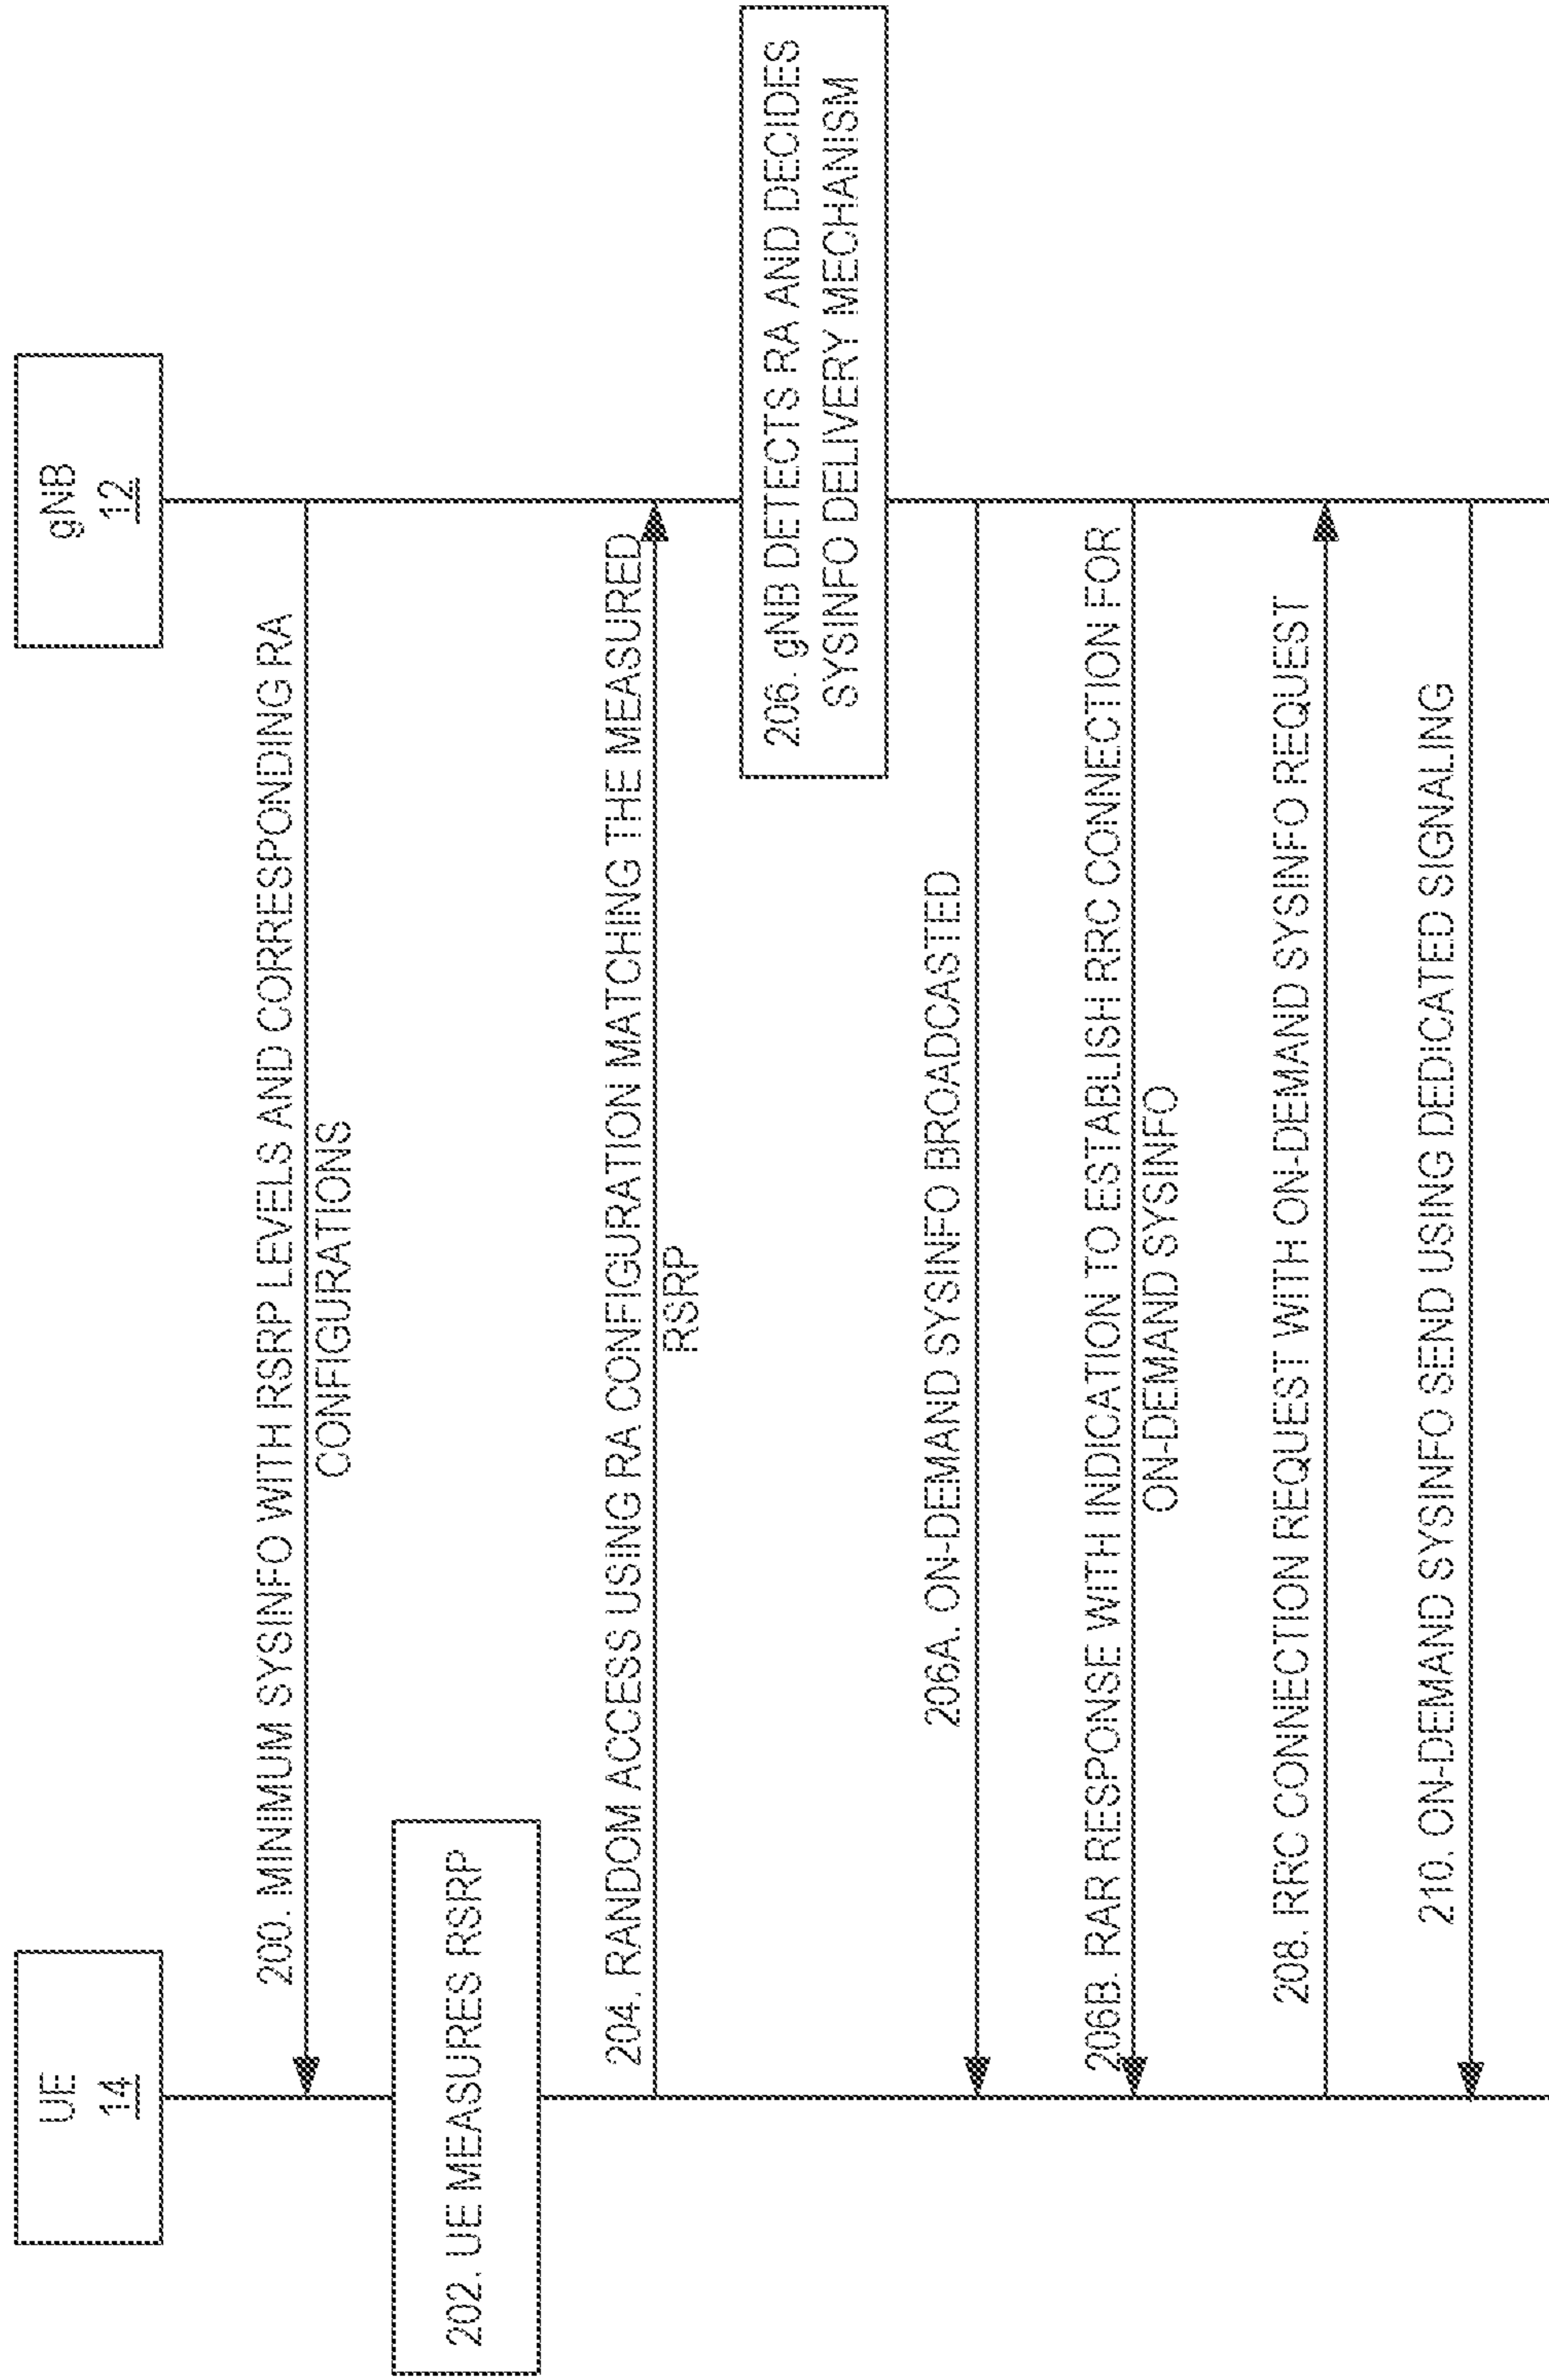 UE
14
gNB
12
200. MINIMUM SYSINFO WITH RSRP LEVELS AND CORRESPONDING RA
CONFIGURATIONS
202. UE MEASURES RSRP
204. RANDOM ACCESS USING RA CONFIGURATION MATCHING THE MEASURED
RSRP
206. gNB DETECTS RA AND DECIDES
SYSINFO DELIVERY MECHANISM
206A. ON-DEMAND SYSINFO BROADCASTED
206B. RAR RESPONSE WITH INDICATION TO ESTABLISH RRC CONNECTION FOR
ON-DEMAND SYSINFO
208. RRC CONNECTION REQUEST WITH ON-DEMAND SYSINFO REQUEST
210. ON-DEMAND SYSINFO SEND USING DEDICATED SIGNALING